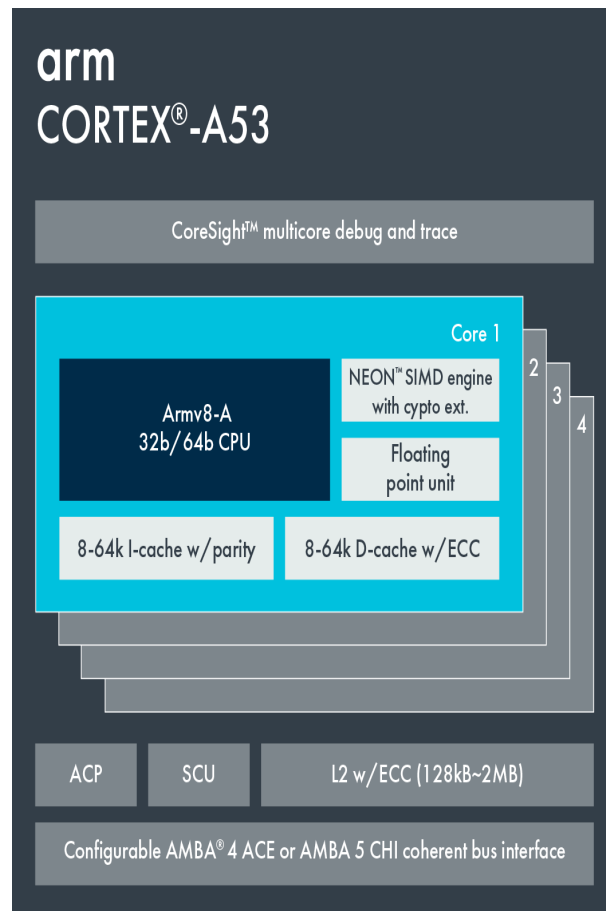 arm
CORTEX®-A53
CoreSight™ multicore debug and trace
Core 1
2
3
4
Armv8-A
32b/64b CPU
NEON™ SIMD engine
with cypto ext.
Floating
point unit
8-64k I-cache w/parity
8-64k D-cache w/ECC
ACP
SCU
L2 w/ECC (128kB~2MB)
Configurable AMBA® 4 ACE or AMBA 5 CHI coherent bus interface